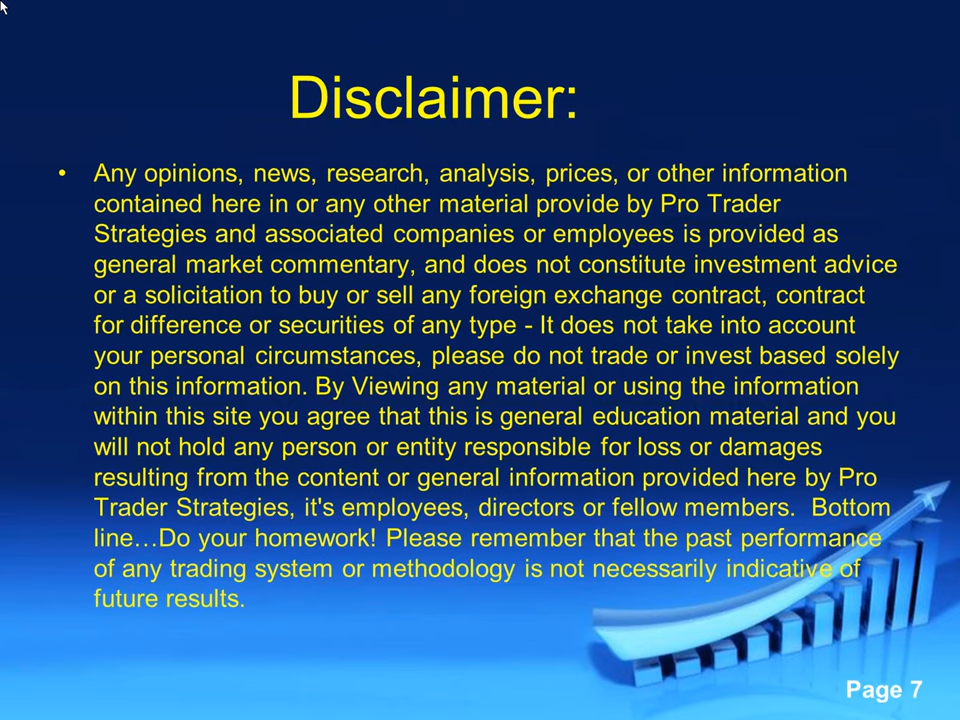 Disclaimer:
• Any opinions, news, research, analysis, prices, or other information
contained here in or any other material provide by Pro Trader
Strategies and associated companies or employees is provided as
general market commentary, and does not constitute investment advice
or a solicitation to buy or sell any foreign exchange contract, contract
for difference or securities of any type - It does not take into account
your personal circumstances, please do not trade or invest based solely
on this information. By Viewing any material or using the information
within this site you agree that this is general education material and you
will not hold any person or entity responsible for loss or damages
resulting from the content or general information provided here by Pro
Trader Strategies, it's employees, directors or fellow members.  Bottom
line…Do your homework! Please remember that the past performance
of any trading system or methodology is not necessarily indicative of
future results.
Page 7